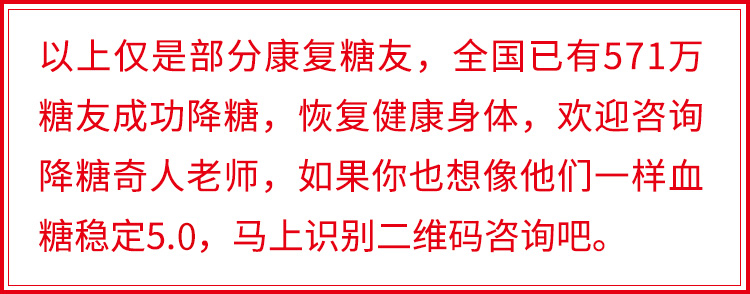 以上仅是部分康复糖友，全国已有571万
糖友成功降糖，恢复健康身体，欢迎咨询
降糖奇人老师，如果你也想像他们一样血
糖稳定5.0，马上识别二维码咨询吧。